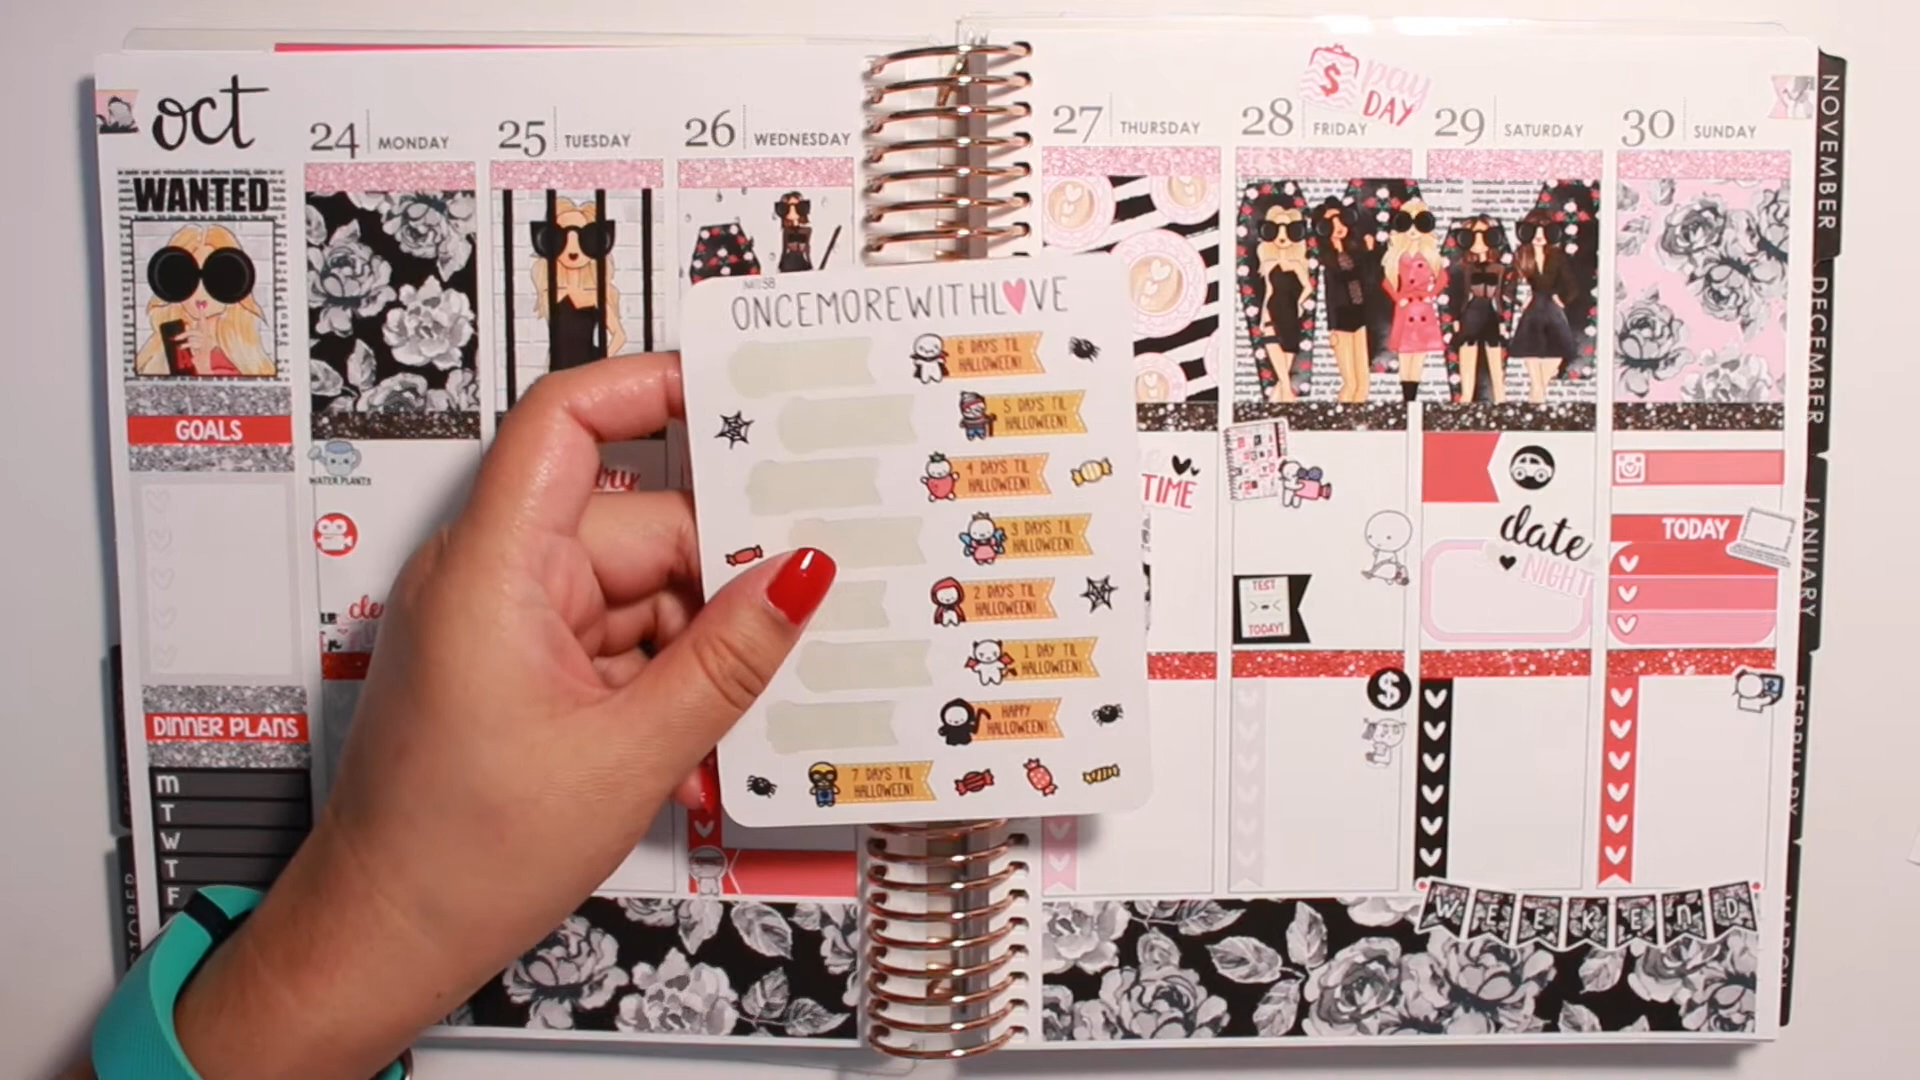 oct
24 MONDAY
25 TUESDAY
26 WEDNESDAY
27 THURSDAY
28 FRIDAY
29 SATURDAY
30 SUNDAY
$ pay
DAY
WANTED
GOALS
DINNER PLANS
M
T
W
T
F
WATER PLANTS
ONCEMOREWITHLOVE
6 DAYS TIL
HALLOWEEN!
5 DAYS TIL
HALLOWEEN!
4 DAYS TIL
HALLOWEEN!
3 DAYS TIL
HALLOWEEN!
2 DAYS TIL
HALLOWEEN!
1 DAY TIL
HALLOWEEN!
HAPPY
HALLOWEEN!
7 DAYS TIL
HALLOWEEN!
TIME
TEST
TODAY!
$
date
NIGHT
TODAY
WEEKEND
NOVEMBER
DECEMBER
JANUARY
FEBRUARY